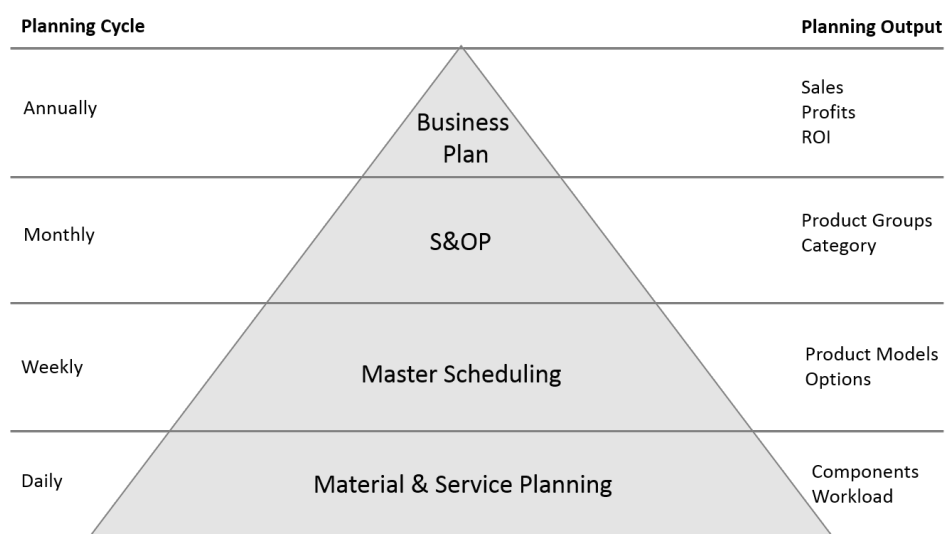 Planning Cycle
Planning Output
Annually
Business
Plan
Sales
Profits
ROI
Monthly
S&OP
Product Groups
Category
Weekly
Master Scheduling
Product Models
Options
Daily
Material & Service Planning
Components
Workload